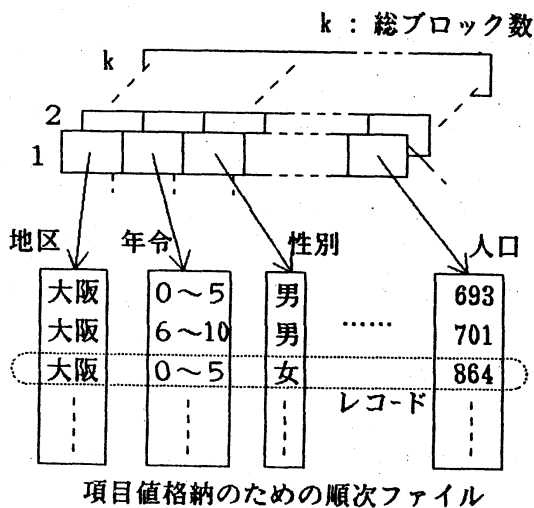 k : 総ブロック数
k
2
1
地区 年令 性別 人口
大阪 0～5 男 693
大阪 6～10 男 …… 701
大阪 0～5 女 864
レコード
項目値格納のための順次ファイル